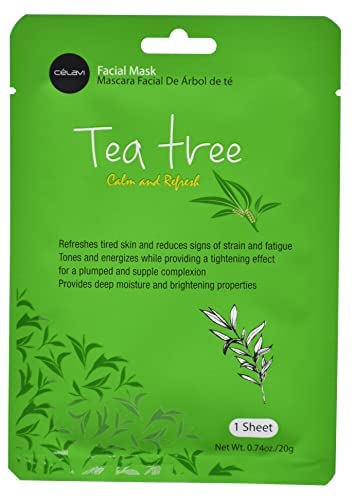 CÉLAVI
Facial Mask
Mascara Facial De Árbol de té
Tea tree
Calm and Refresh
Refreshes tired skin and reduces signs of strain and fatigue
Tones and energizes while providing a tightening effect
for a plumped and supple complexion
Provides deep moisture and brightening properties
1 Sheet
Net Wt. 0.74oz./20g